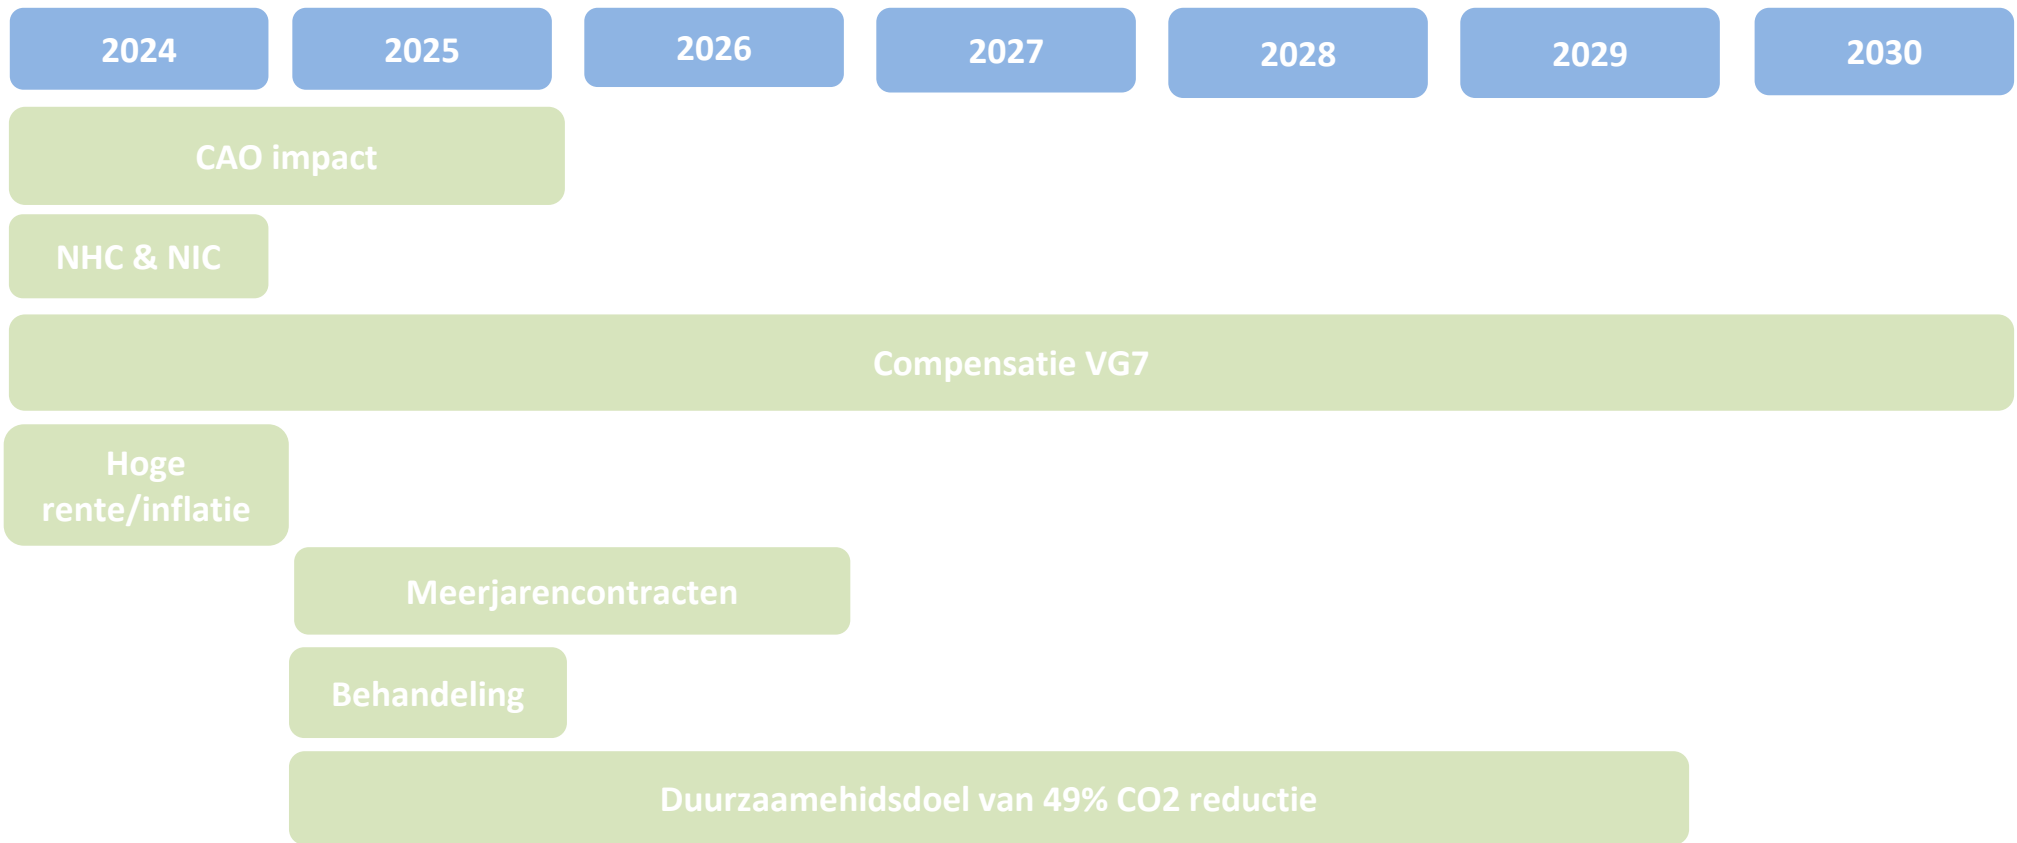 2024
2025
2026
2027
2028
2029
2030
CAO impact
NHC & NIC
Compensatie VG7
Hoge
rente/inflatie
Meerjarencontracten
Behandeling
Duurzaamehidsdoel van 49% CO2 reductie